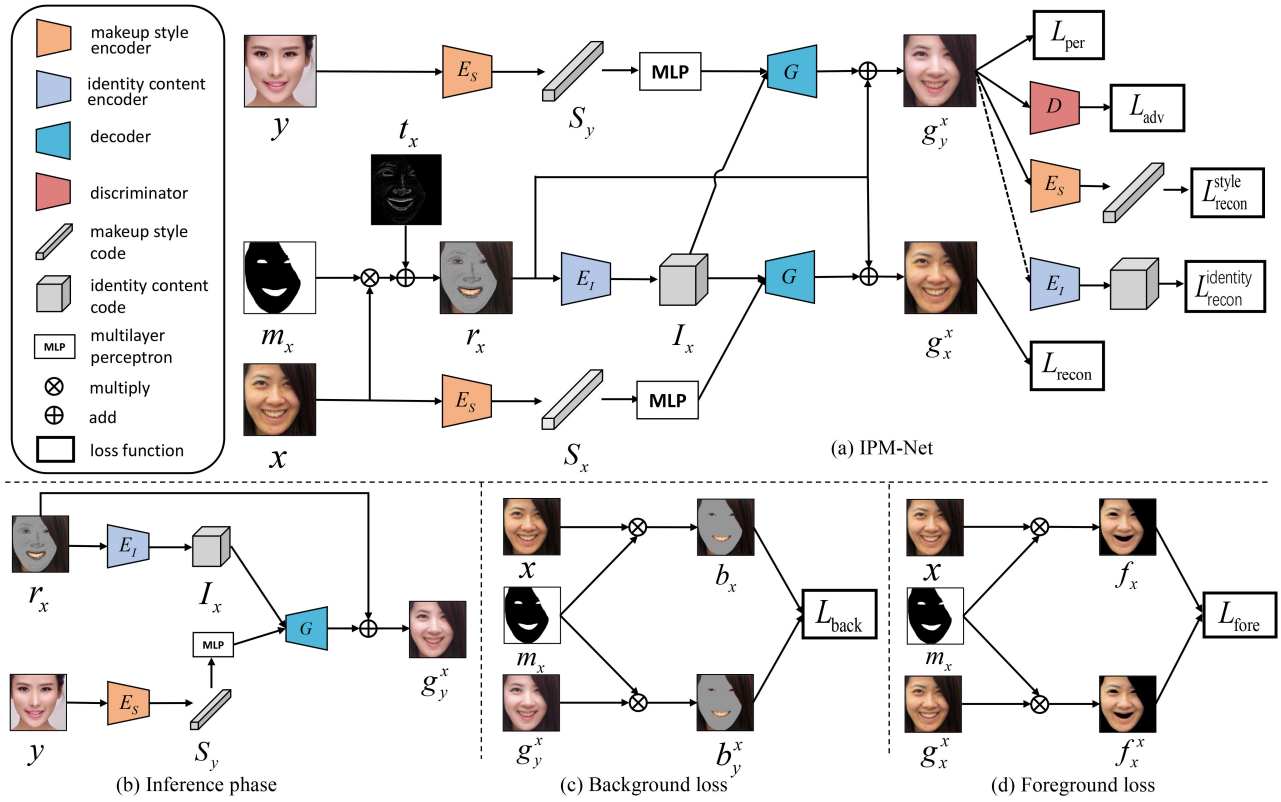 makeup style
encoder
identity content
encoder
decoder
discriminator
makeup style
code
identity content
code
MLP
multilayer
perceptron
multiply
add
loss function
y
E_S
S_y
MLP
G
g_y^x
L_per
D
L_adv
E_S
L_recon^style
E_I
L_recon^identity
t_x
m_x
r_x
E_I
I_x
G
g_x^x
L_recon
x
E_S
S_x
MLP
(a) IPM-Net
r_x
E_I
I_x
MLP
G
g_y^x
y
E_S
S_y
(b) Inference phase
x
b_x
m_x
L_back
g_y^x
b_y^x
(c) Background loss
x
f_x
m_x
L_fore
g_x^x
f_x^x
(d) Foreground loss